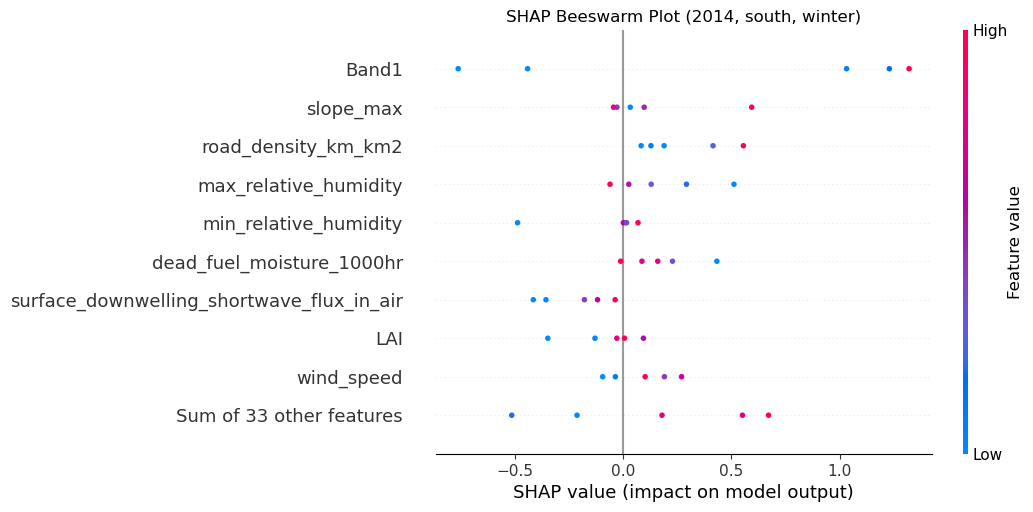 SHAP Beeswarm Plot (2014, south, winter)
High
Band1
slope_max
road_density_km_km2
max_relative_humidity
min_relative_humidity
dead_fuel_moisture_1000hr
surface_downwelling_shortwave_flux_in_air
LAI
wind_speed
Sum of 33 other features
Feature value
Low
−0.5 0.0 0.5 1.0
SHAP value (impact on model output)